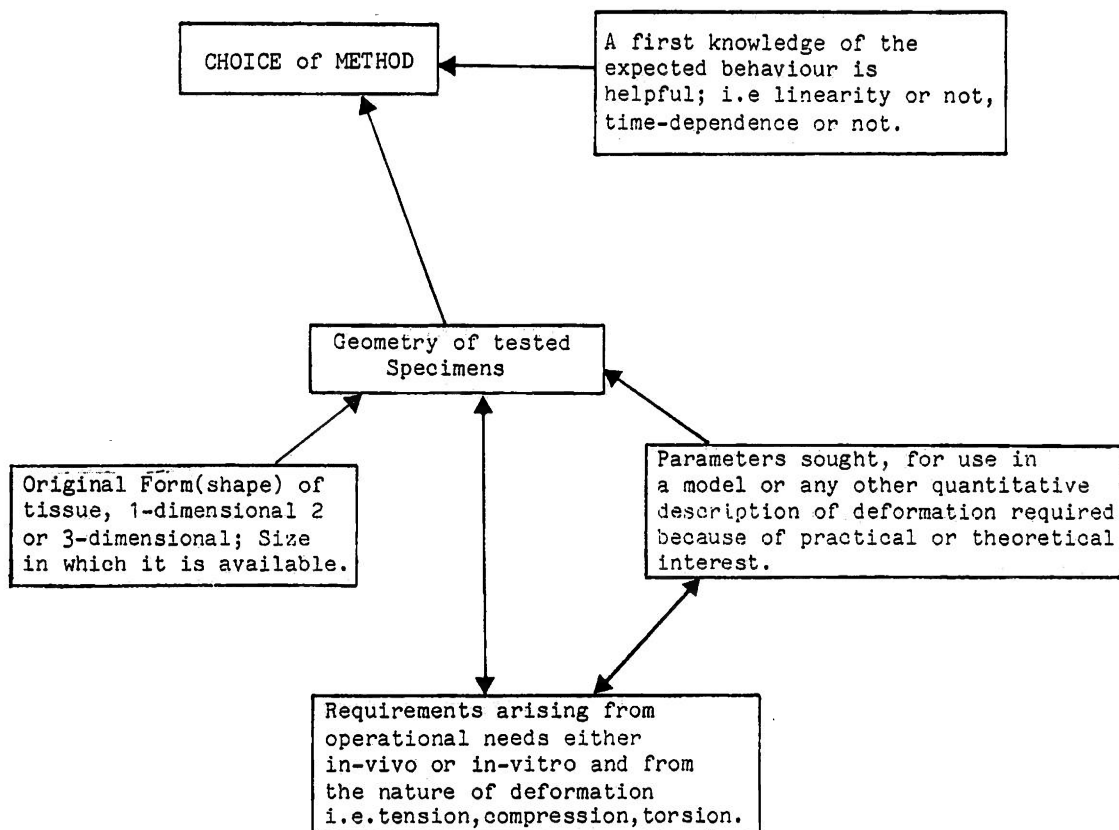 CHOICE of METHOD
A first knowledge of the
expected behaviour is
helpful; i.e linearity or not,
time-dependence or not.
Geometry of tested
Specimens
Original Form(shape) of
tissue, 1-dimensional 2
or 3-dimensional; Size
in which it is available.
Parameters sought, for use in
a model or any other quantitative
description of deformation required
because of practical or theoretical
interest.
Requirements arising from
operational needs either
in-vivo or in-vitro and from
the nature of deformation
i.e.tension,compression,torsion.